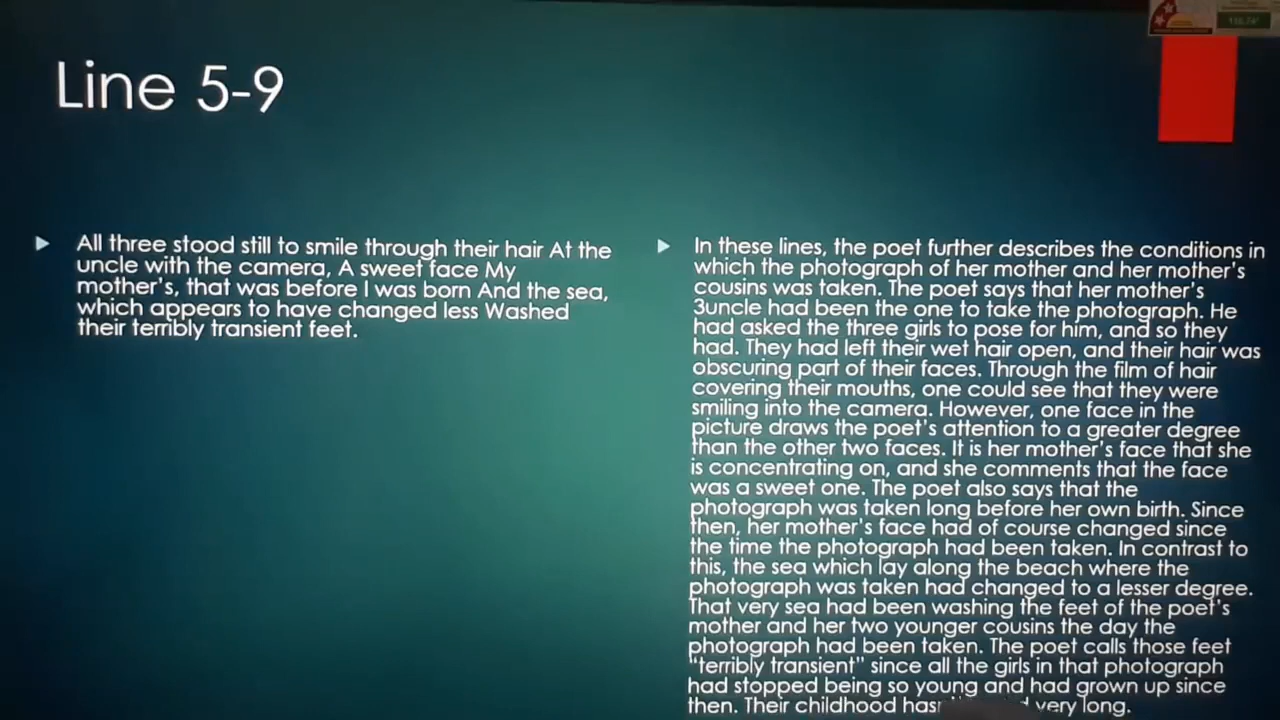 Line 5-9
All three stood still to smile through their hair At the
uncle with the camera, A sweet face My
mother's, that was before I was born And the sea,
which appears to have changed less Washed
their terribly transient feet.
In these lines, the poet further describes the conditions in
which the photograph of her mother and her mother's
cousins was taken. The poet says that her mother's
3uncle had been the one to take the photograph. He
had asked the three girls to pose for him, and so they
had. They had left their wet hair open, and their hair was
obscuring part of their faces. Through the film of hair
covering their mouths, one could see that they were
smiling into the camera. However, one face in the
picture draws the poet's attention to a greater degree
than the other two faces. It is her mother's face that she
is concentrating on, and she comments that the face
was a sweet one. The poet also says that the
photograph was taken long before her own birth. Since
then, her mother's face had of course changed since
the time the photograph had been taken. In contrast to
this, the sea which lay along the beach where the
photograph was taken had changed to a lesser degree.
That very sea had been washing the feet of the poet's
mother and her two younger cousins the day the
photograph had been taken. The poet calls those feet
"terribly transient" since all the girls in that photograph
had stopped being so young and had grown up since
then. Their childhood very long.